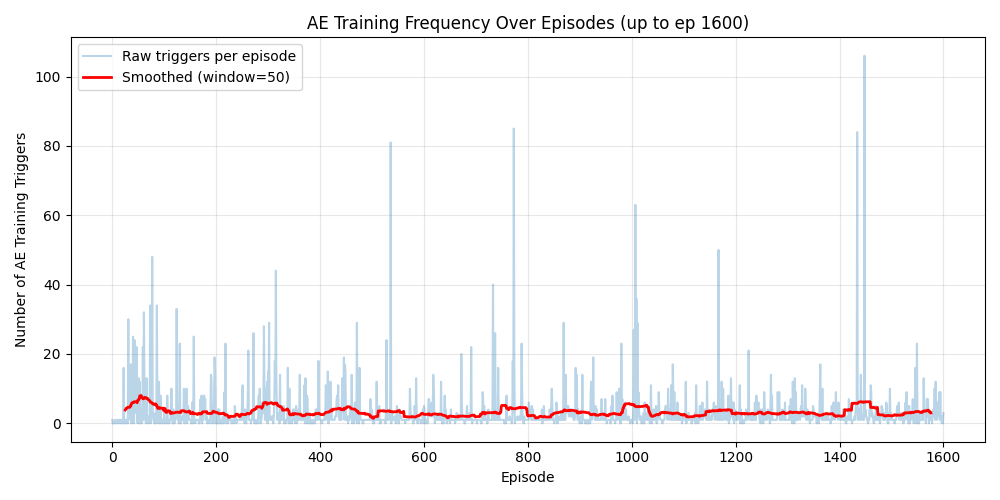 AE Training Frequency Over Episodes (up to ep 1600)
Raw triggers per episode
Smoothed (window=50)
Number of AE Training Triggers
100
80
60
40
20
0
0 200 400 600 800 1000 1200 1400 1600
Episode